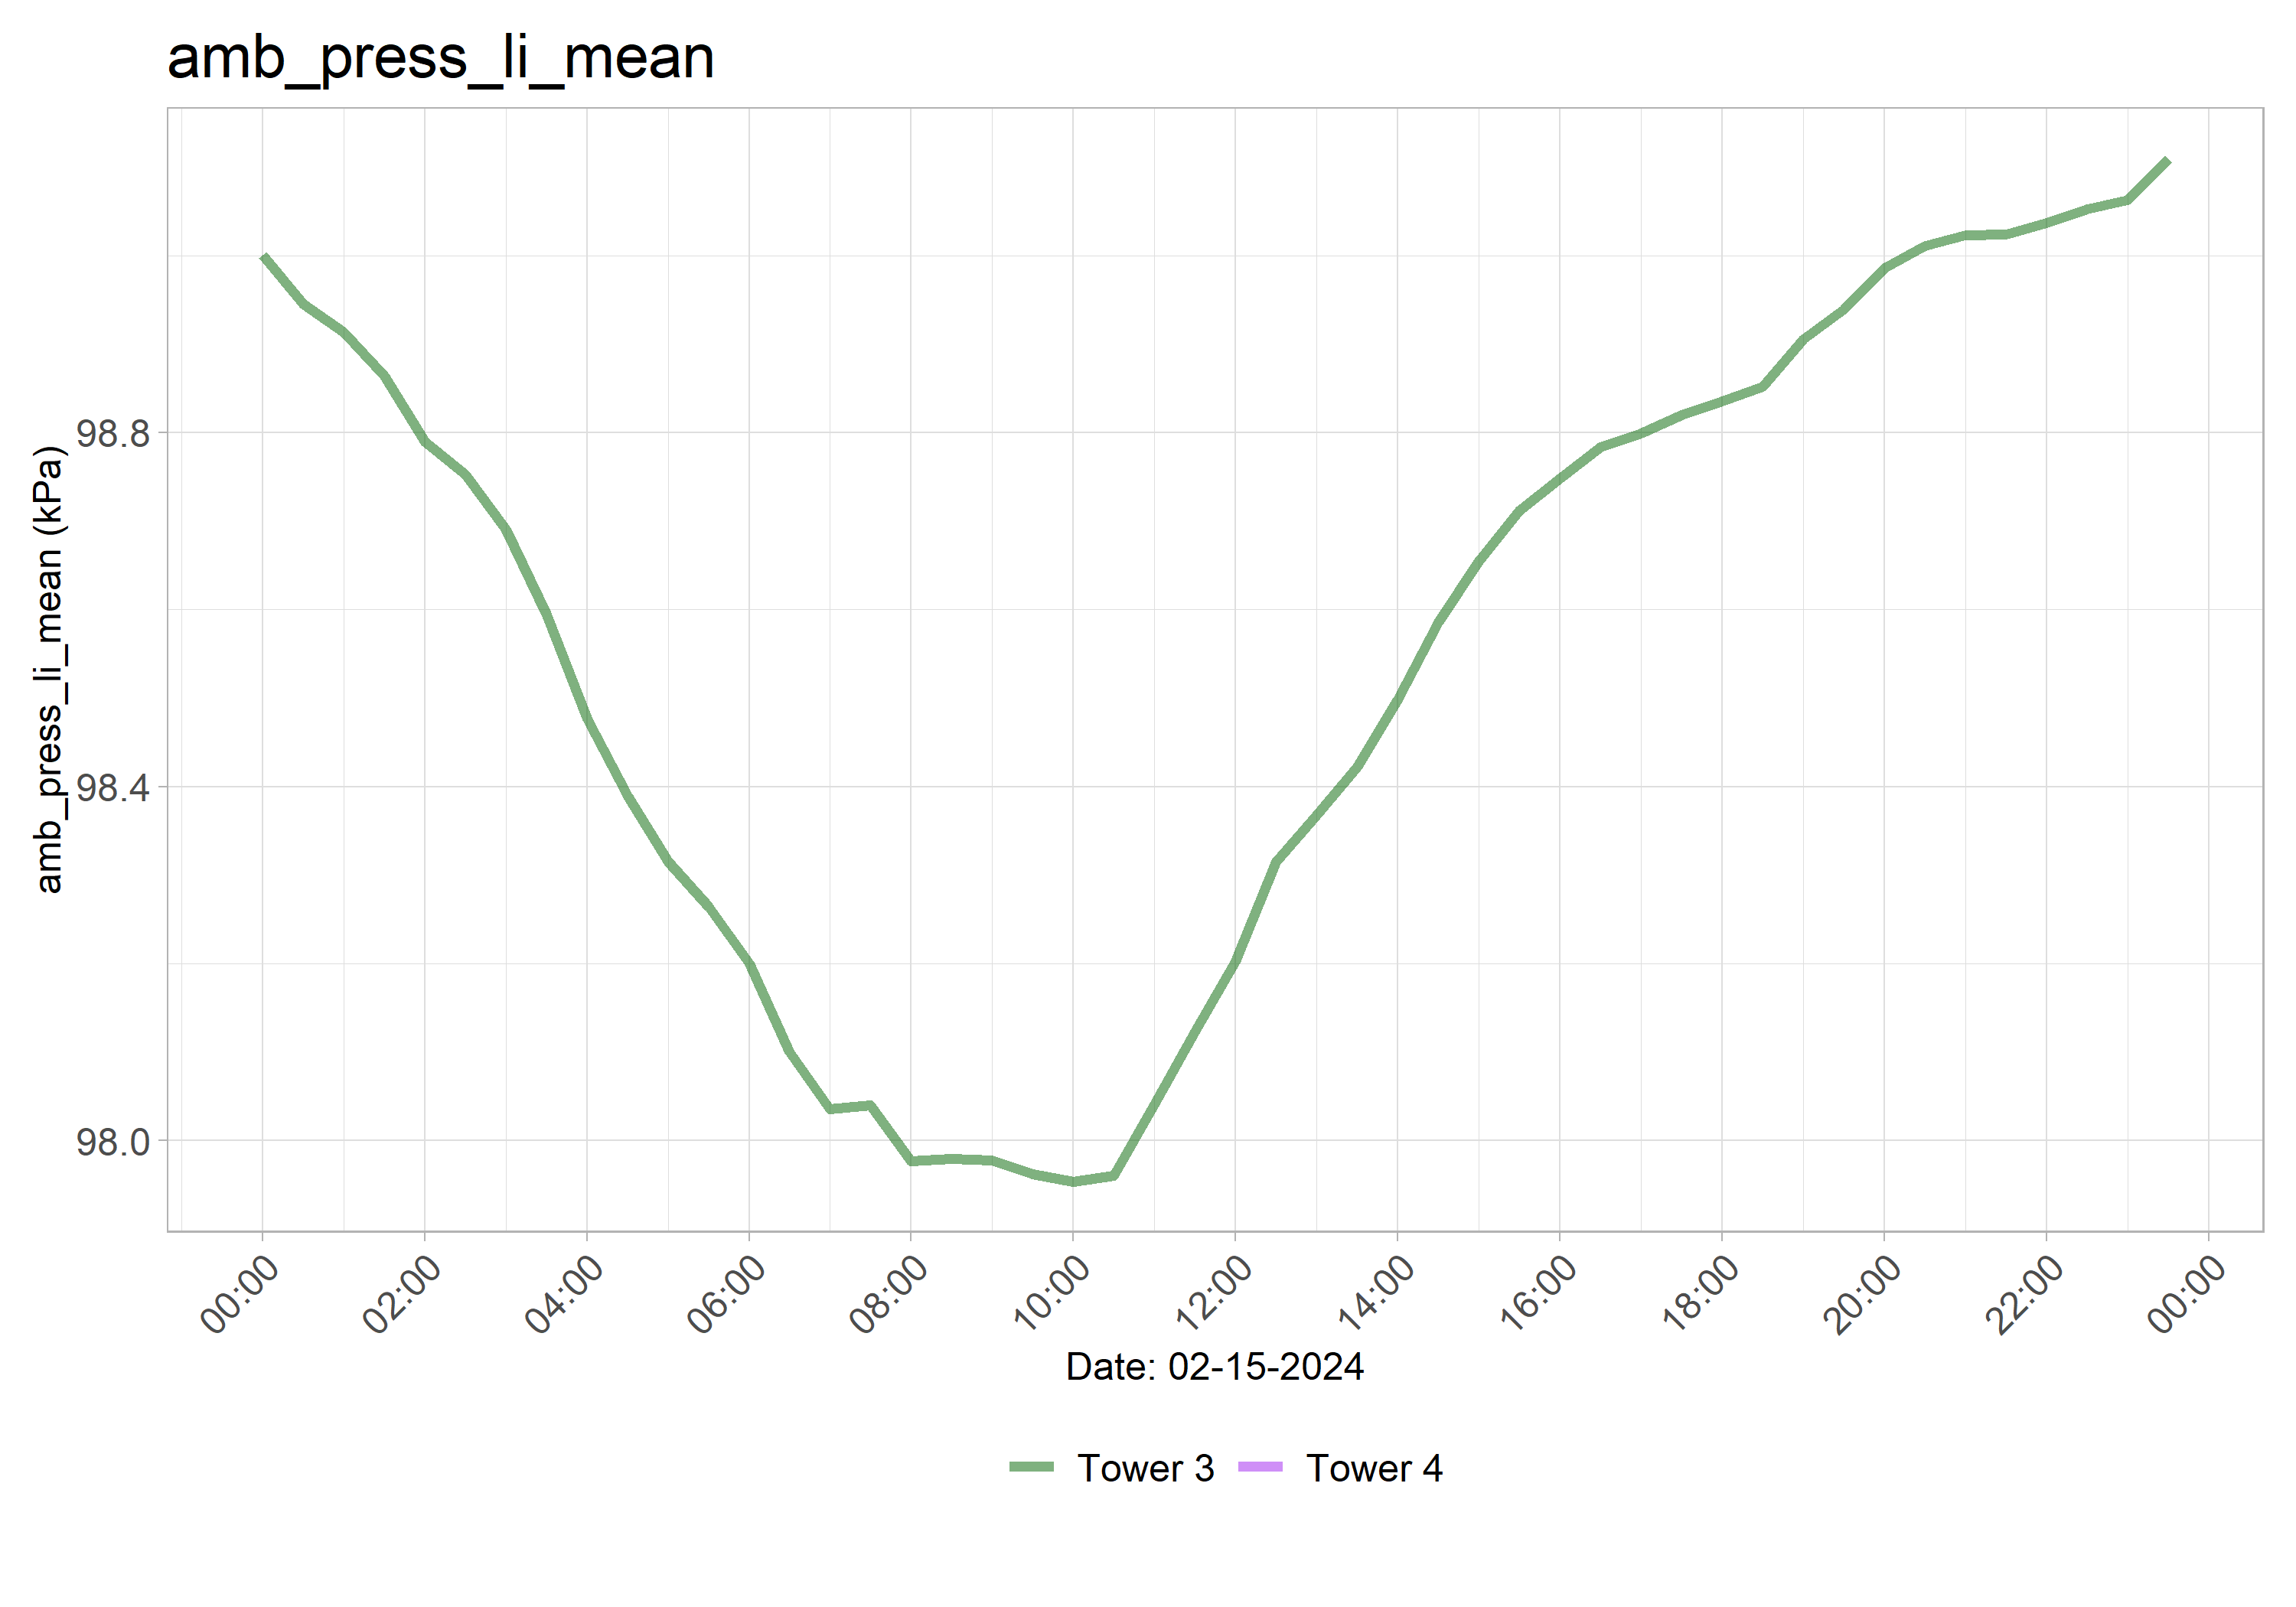 amb_press_li_mean
amb_press_li_mean (kPa)
98.8
98.4
98.0
00:00 02:00 04:00 06:00 08:00 10:00 12:00 14:00 16:00 18:00 20:00 22:00 00:00
Date: 02-15-2024
Tower 3 Tower 4